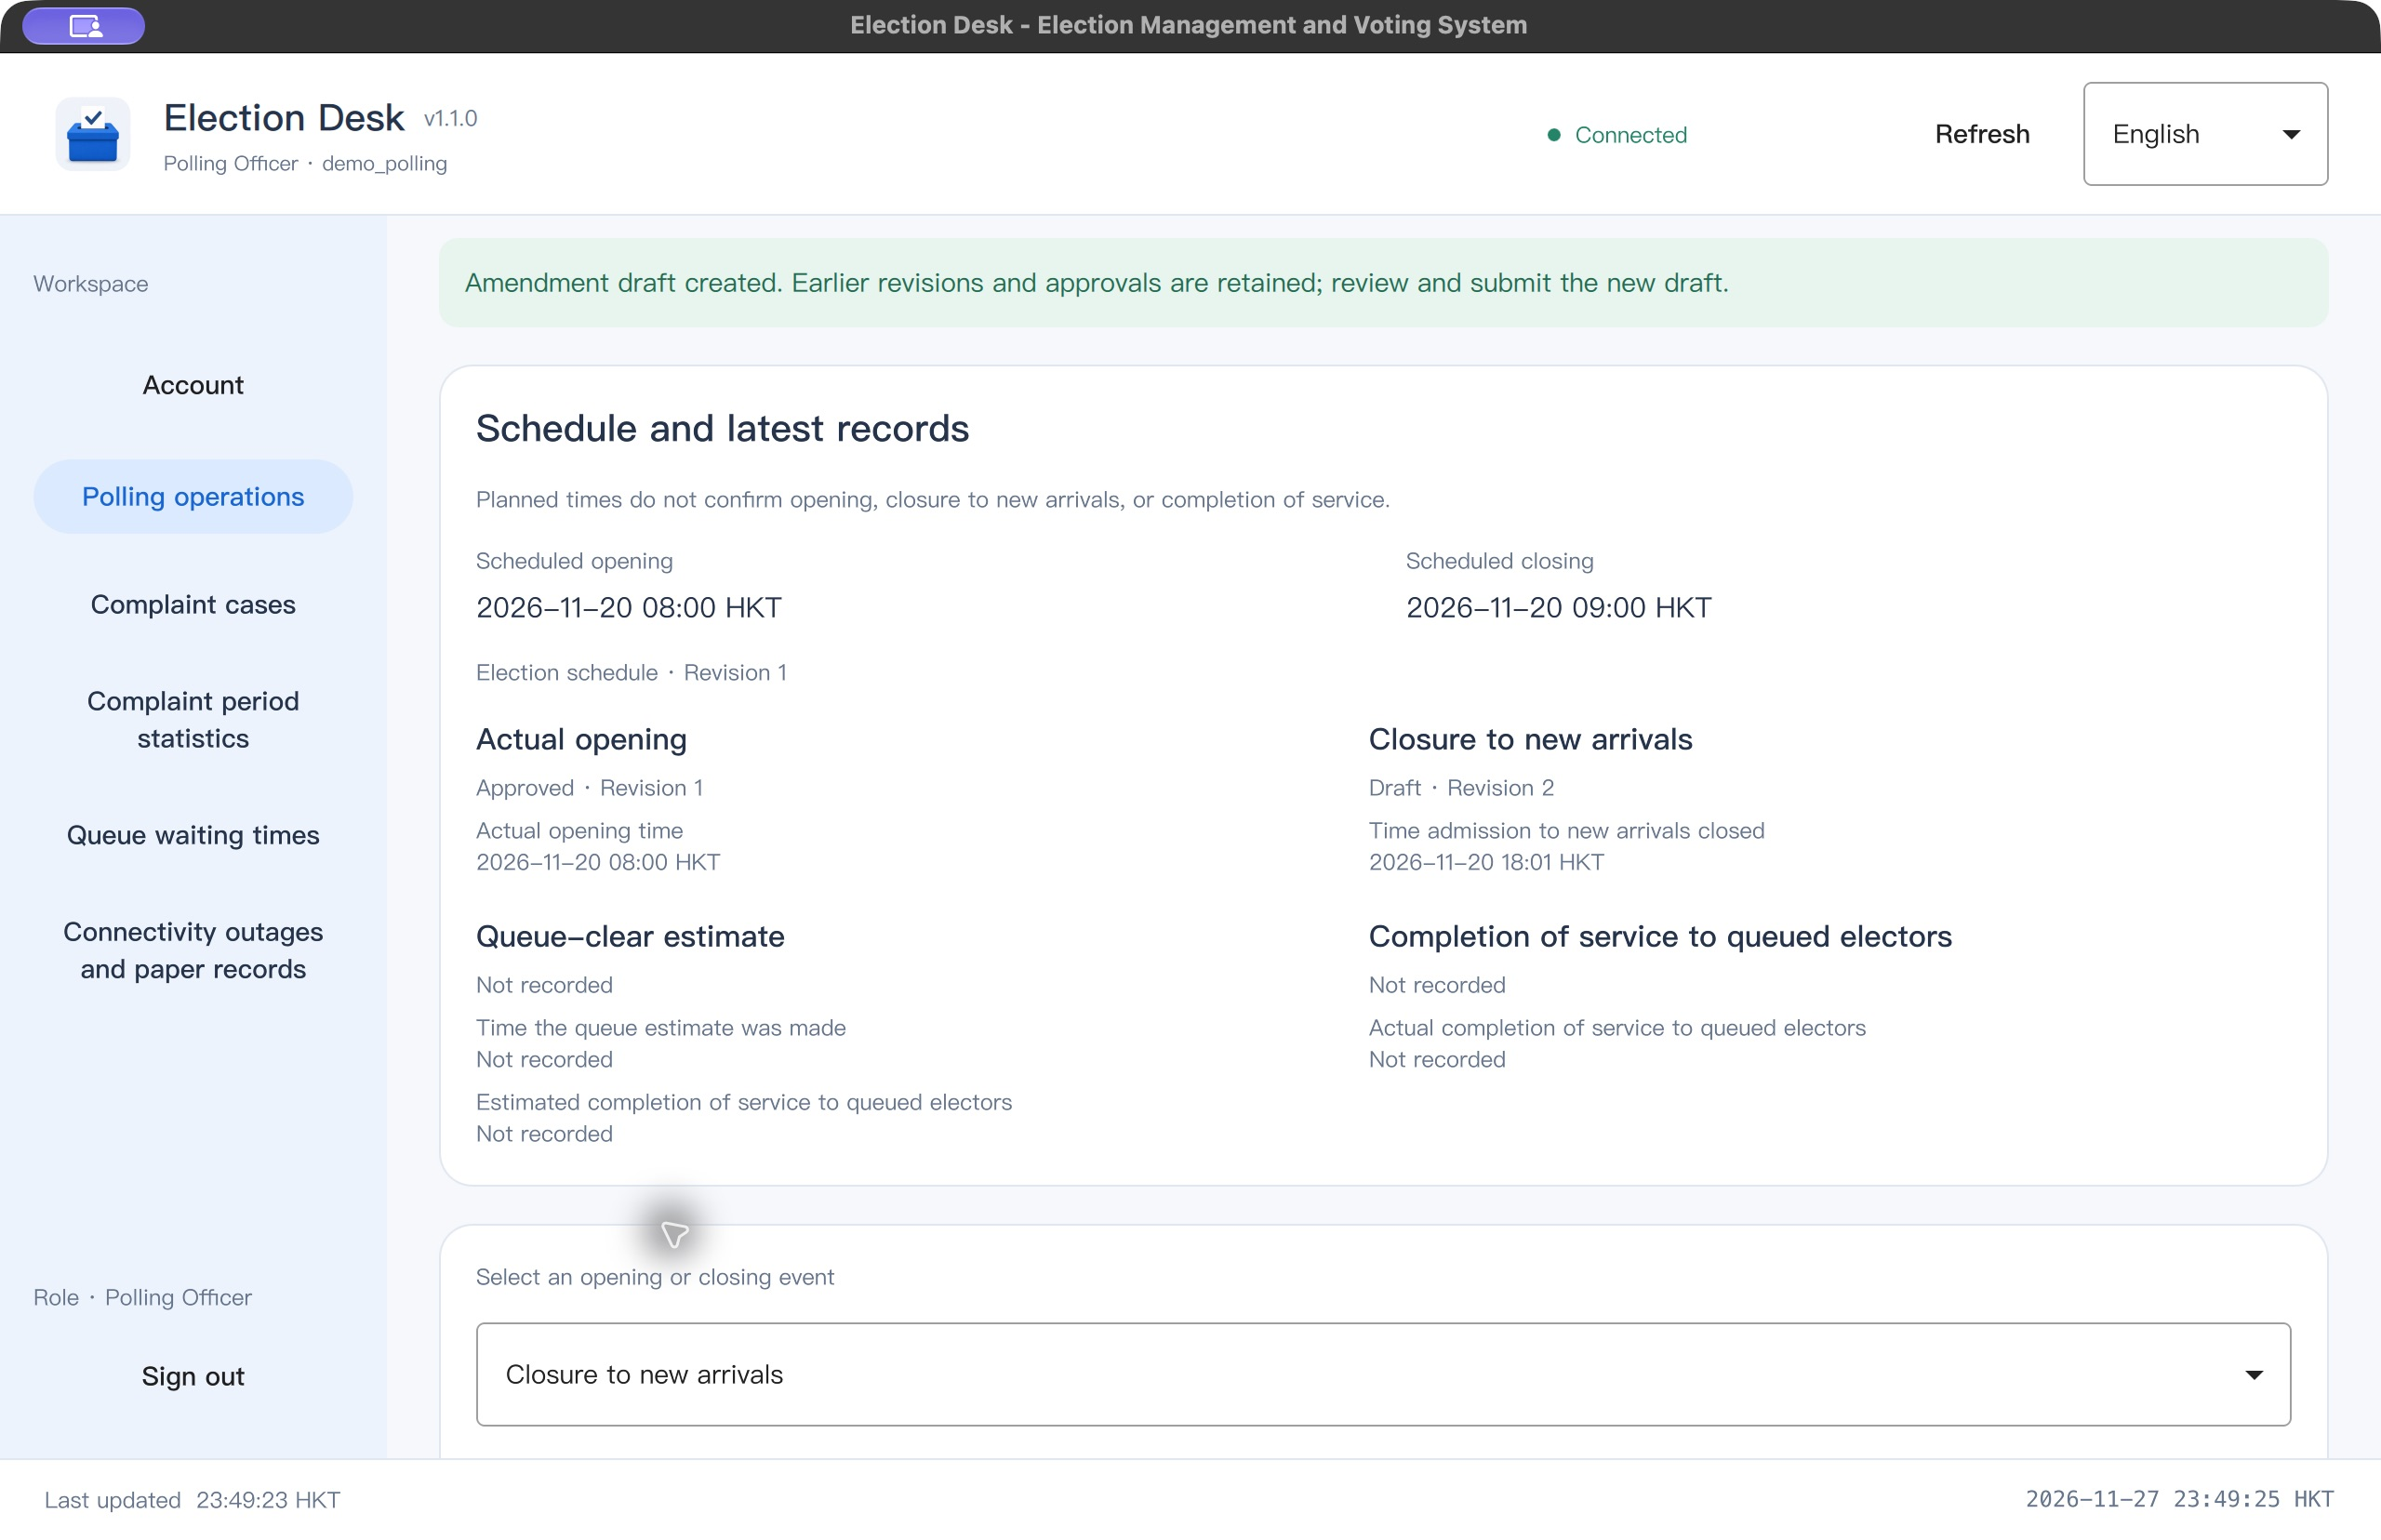 Election Desk - Election Management and Voting System
Election Desk v1.1.0
Polling Officer · demo_polling
Connected
Refresh
English
Workspace
Account
Polling operations
Complaint cases
Complaint period
statistics
Queue waiting times
Connectivity outages
and paper records
Role · Polling Officer
Sign out
Amendment draft created. Earlier revisions and approvals are retained; review and submit the new draft.
Schedule and latest records
Planned times do not confirm opening, closure to new arrivals, or completion of service.
Scheduled opening
2026-11-20 08:00 HKT
Scheduled closing
2026-11-20 09:00 HKT
Election schedule · Revision 1
Actual opening
Approved · Revision 1
Actual opening time
2026-11-20 08:00 HKT
Closure to new arrivals
Draft · Revision 2
Time admission to new arrivals closed
2026-11-20 18:01 HKT
Queue-clear estimate
Not recorded
Time the queue estimate was made
Not recorded
Estimated completion of service to queued electors
Not recorded
Completion of service to queued electors
Not recorded
Actual completion of service to queued electors
Not recorded
Select an opening or closing event
Closure to new arrivals
Last updated 23:49:23 HKT
2026-11-27 23:49:25 HKT